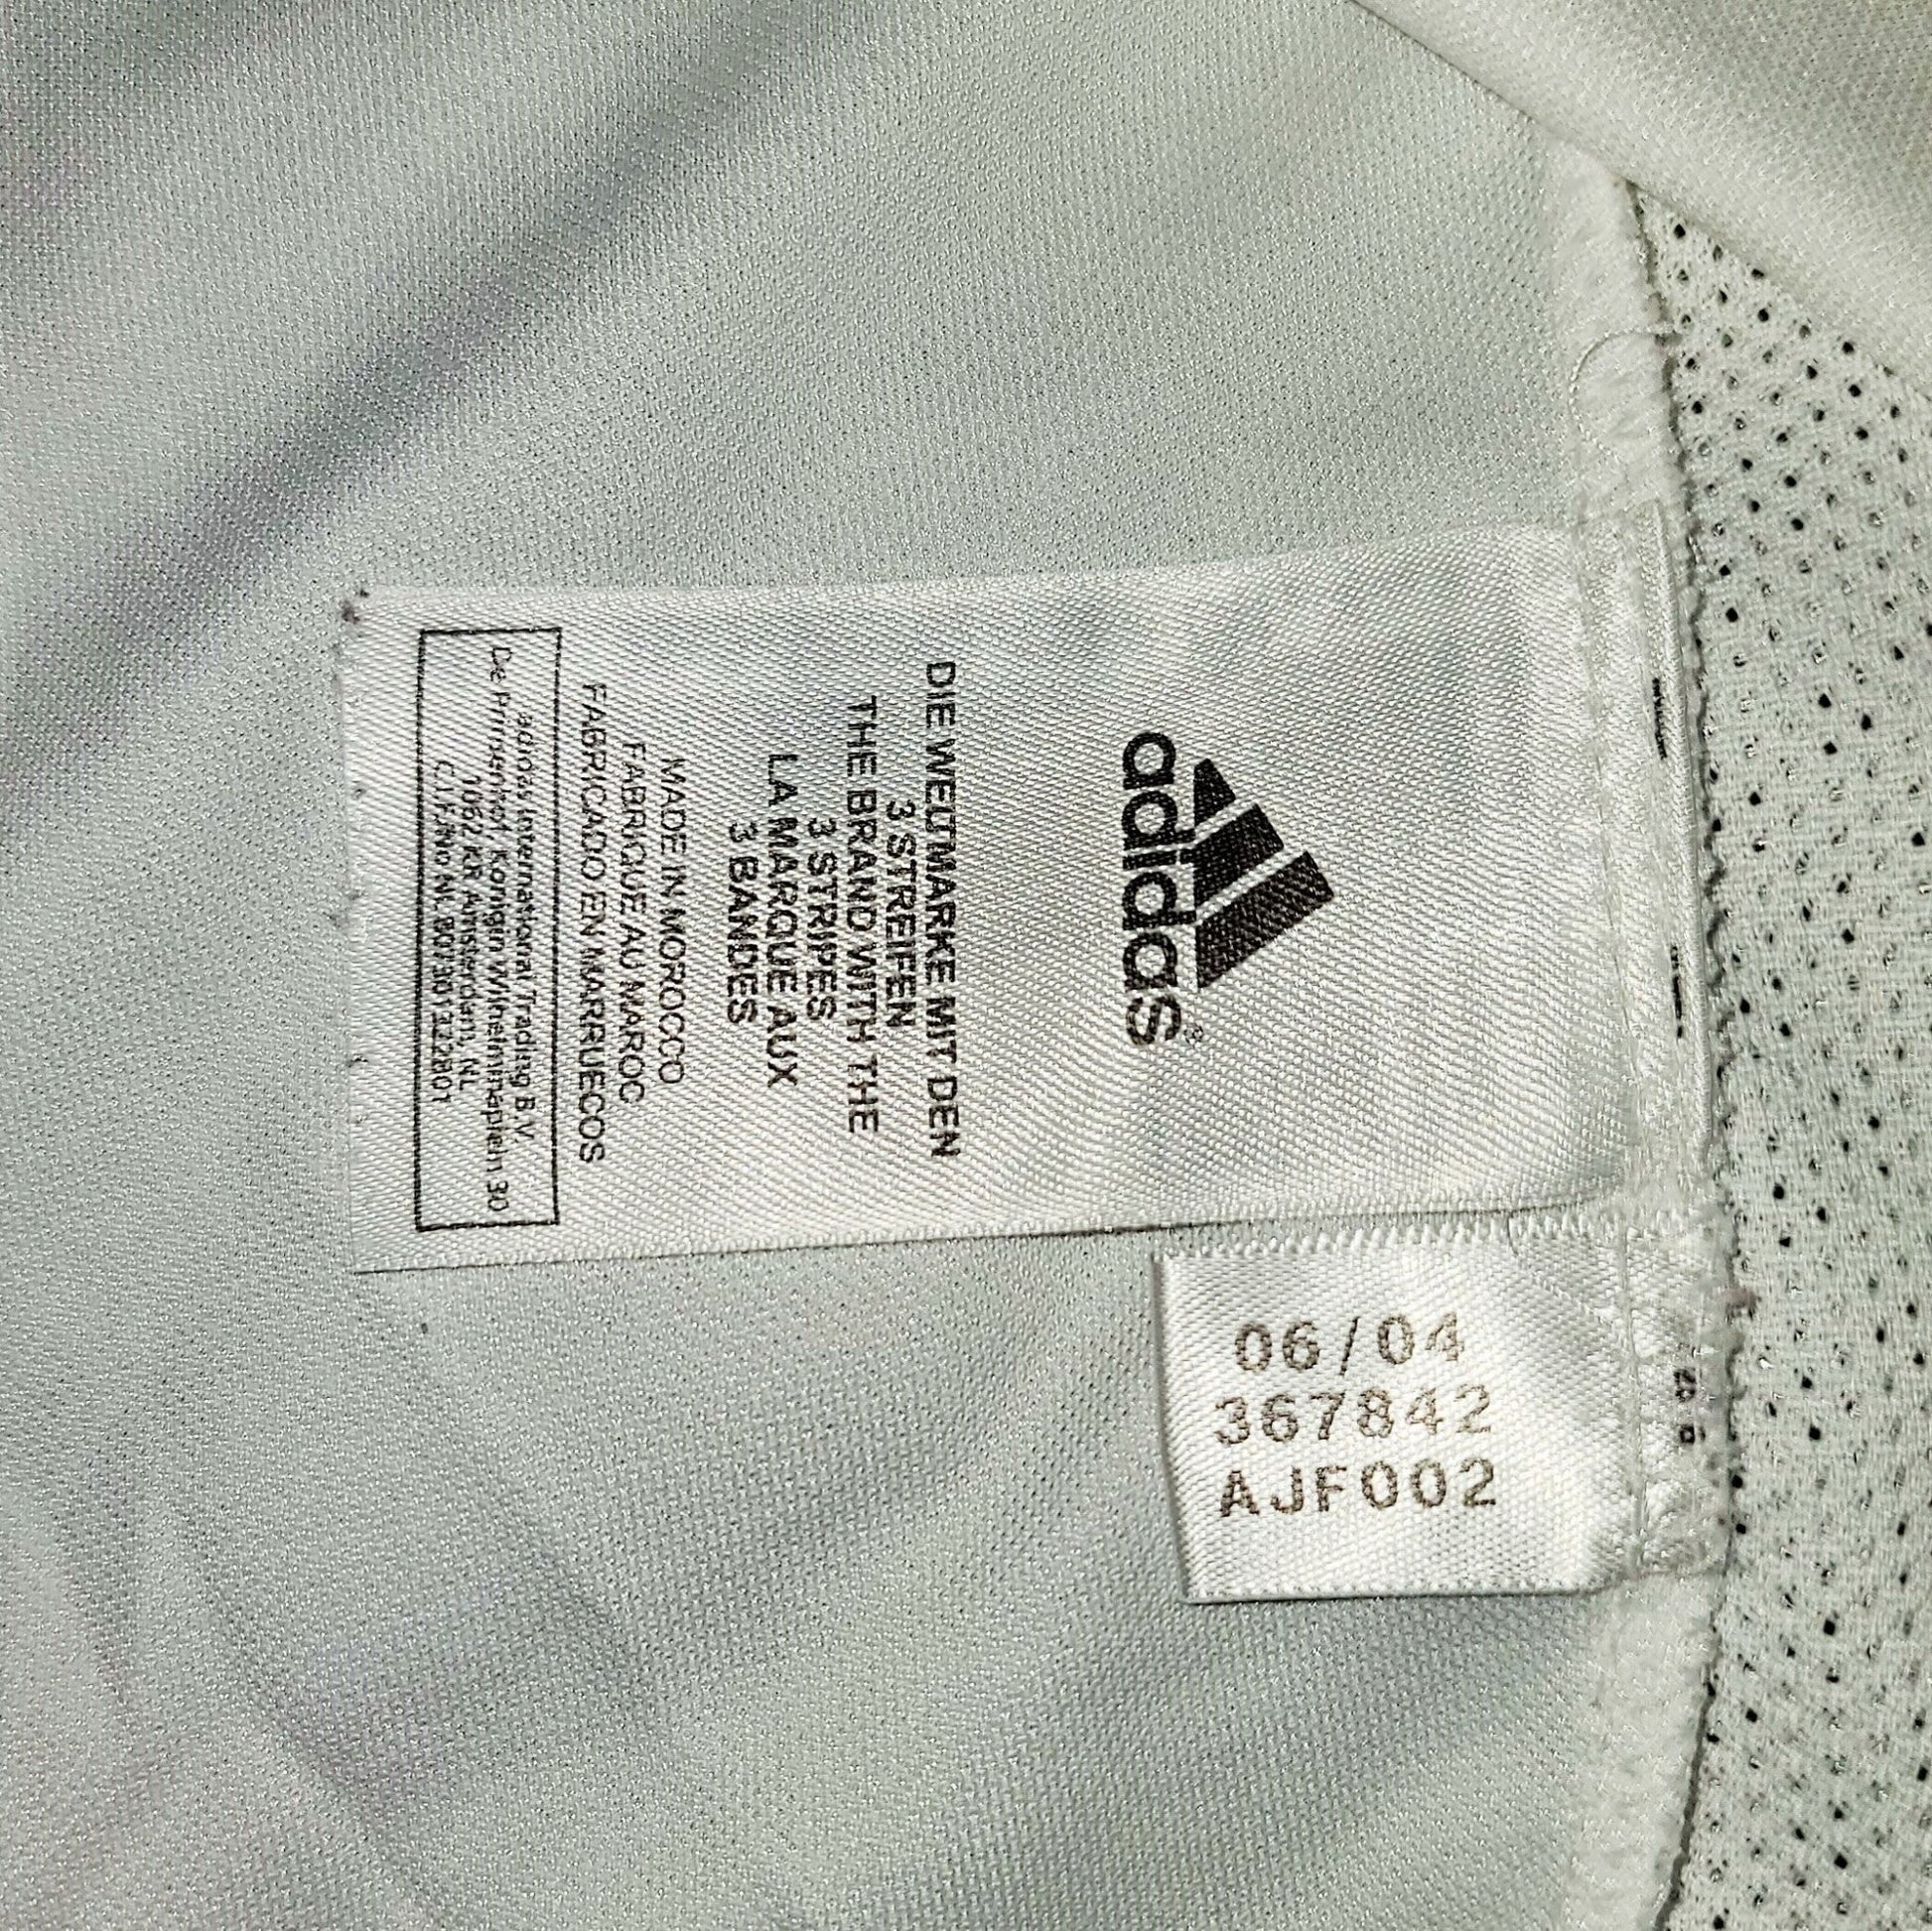 adidas®
DIE WELTMARKE MIT DEN
3 STREIFEN
THE BRAND WITH THE
3 STRIPES
LA MARQUE AUX
3 BANDES
MADE IN MOROCCO
FABRIQUE AU MAROC
FABRICADO EN MARRUECOS
adidas International Trading B.V.
De Prinsenhof, Koningin Wilhelminaplein 30
1062 KR Amsterdam, NL
C.I.F./No NL 807301322B01
06/04
367842
AJF002